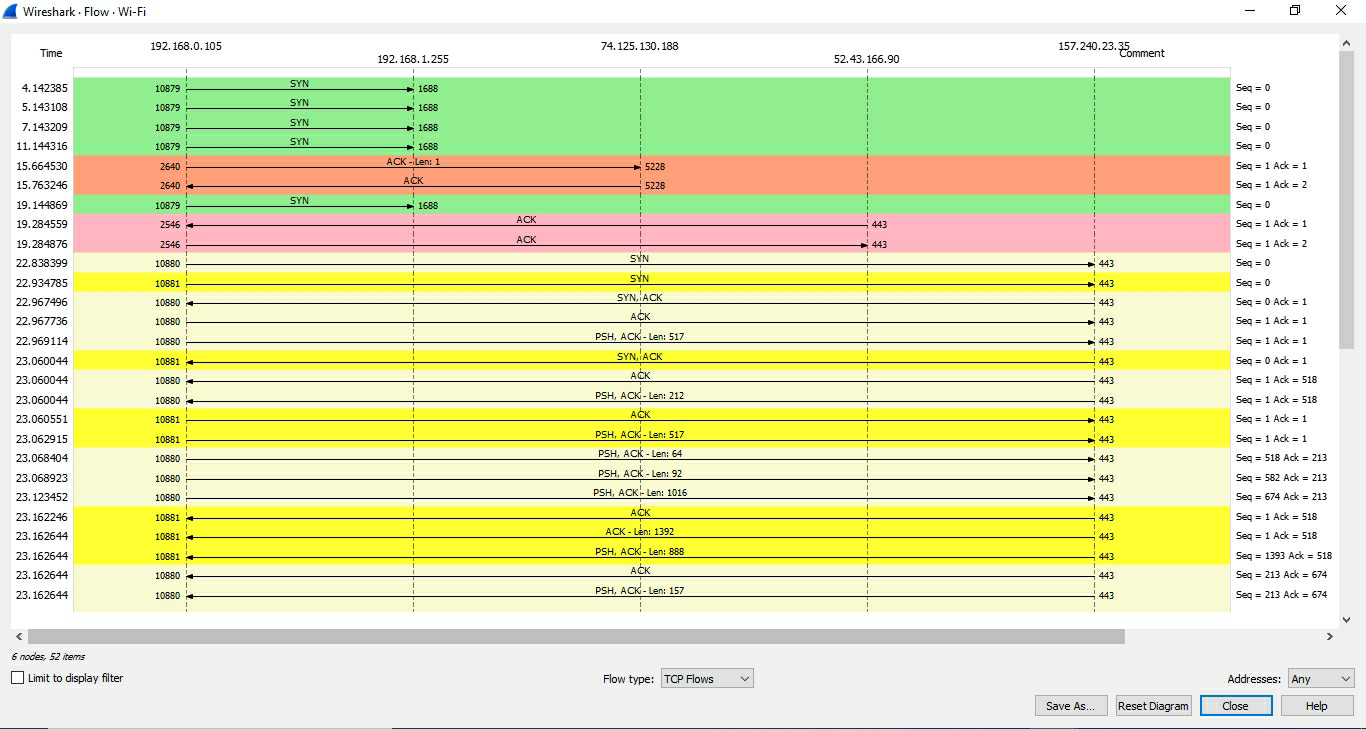 Wireshark · Flow · Wi-Fi
192.168.0.105 74.125.130.188 157.240.23.35
Time 192.168.1.255 52.43.166.90 Comment
4.142385 10879 SYN 1688 Seq = 0
5.143108 10879 SYN 1688 Seq = 0
7.143209 10879 SYN 1688 Seq = 0
11.144316 10879 SYN 1688 Seq = 0
15.664530 2640 ACK - Len: 1 5228 Seq = 1 Ack = 1
15.763246 2640 ACK 5228 Seq = 1 Ack = 2
19.144869 10879 SYN 1688 Seq = 0
19.284559 2546 ACK 443 Seq = 1 Ack = 1
19.284876 2546 ACK 443 Seq = 1 Ack = 2
22.838399 10880 SYN 443 Seq = 0
22.934785 10881 SYN 443 Seq = 0
22.967496 10880 SYN, ACK 443 Seq = 0 Ack = 1
22.967736 10880 ACK 443 Seq = 1 Ack = 1
22.969114 10880 PSH, ACK - Len: 517 443 Seq = 1 Ack = 1
23.060044 10881 SYN, ACK 443 Seq = 0 Ack = 1
23.060044 10880 ACK 443 Seq = 1 Ack = 518
23.060044 10880 PSH, ACK - Len: 212 443 Seq = 1 Ack = 518
23.060551 10881 ACK 443 Seq = 1 Ack = 1
23.062915 10881 PSH, ACK - Len: 517 443 Seq = 1 Ack = 1
23.068404 10880 PSH, ACK - Len: 64 443 Seq = 518 Ack = 213
23.068923 10880 PSH, ACK - Len: 92 443 Seq = 582 Ack = 213
23.123452 10880 PSH, ACK - Len: 1016 443 Seq = 674 Ack = 213
23.162246 10881 ACK 443 Seq = 1 Ack = 518
23.162644 10881 ACK - Len: 1392 443 Seq = 1 Ack = 518
23.162644 10881 PSH, ACK - Len: 888 443 Seq = 1393 Ack = 518
23.162644 10880 ACK 443 Seq = 213 Ack = 674
23.162644 10880 PSH, ACK - Len: 157 443 Seq = 213 Ack = 674
6 nodes, 52 items
Limit to display filter Flow type: TCP Flows Addresses: Any
Save As... Reset Diagram Close Help